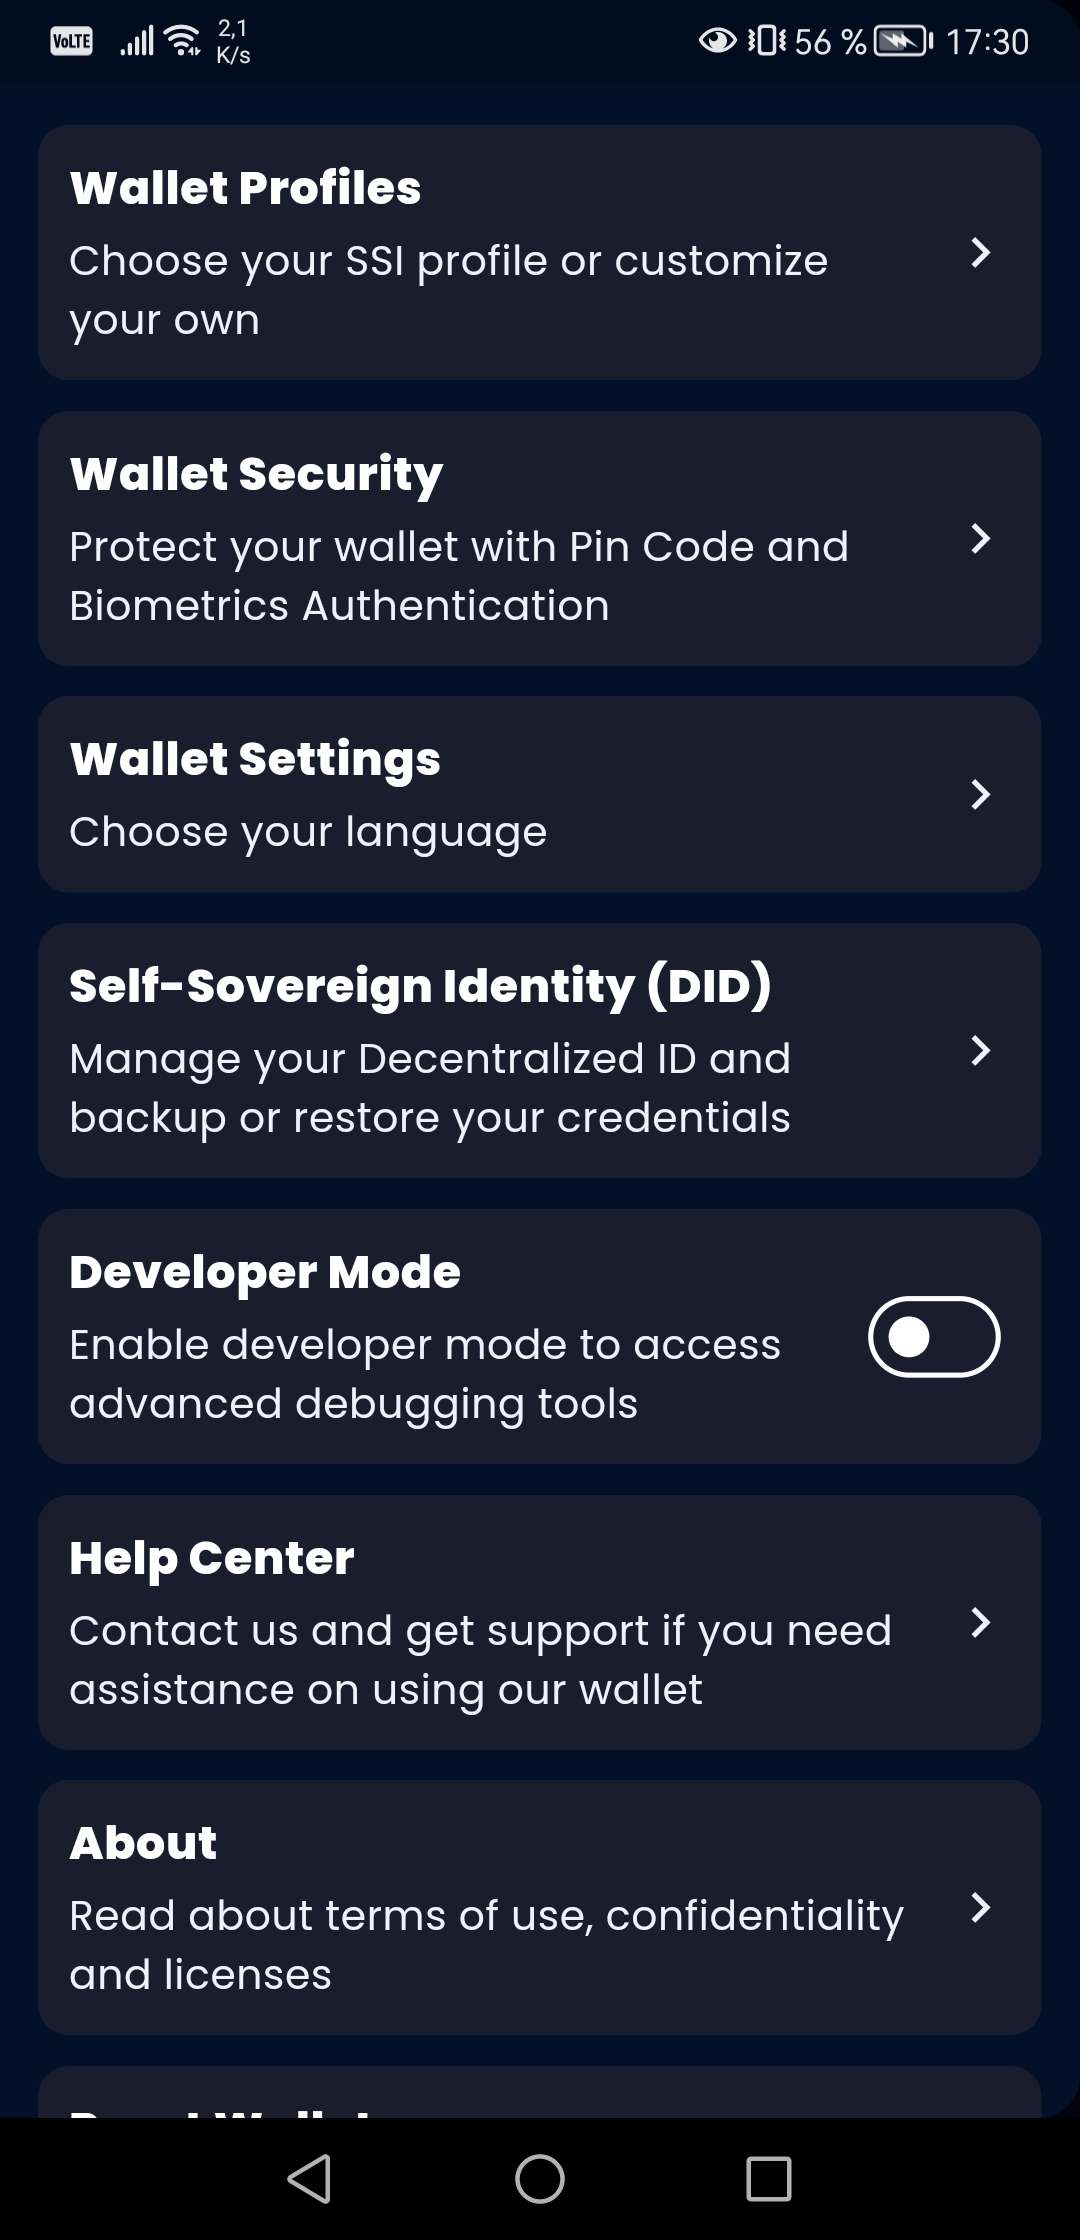 VoLTE 2,1 K/s 56 % 17:30
Wallet Profiles
Choose your SSI profile or customize
your own
Wallet Security
Protect your wallet with Pin Code and
Biometrics Authentication
Wallet Settings
Choose your language
Self-Sovereign Identity (DID)
Manage your Decentralized ID and
backup or restore your credentials
Developer Mode
Enable developer mode to access
advanced debugging tools
Help Center
Contact us and get support if you need
assistance on using our wallet
About
Read about terms of use, confidentiality
and licenses